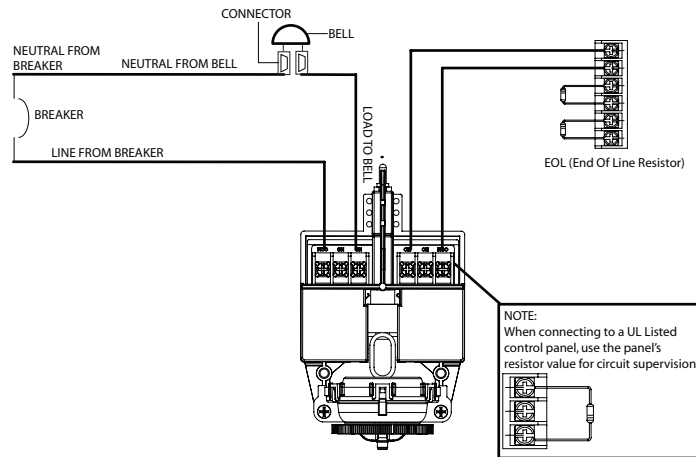 CONNECTOR
BELL
NEUTRAL FROM
BREAKER
NEUTRAL FROM BELL
BREAKER
LINE FROM BREAKER
LOAD TO BELL
EOL (End Of Line Resistor)
NOTE:
When connecting to a UL Listed
control panel, use the panel's
resistor value for circuit supervision